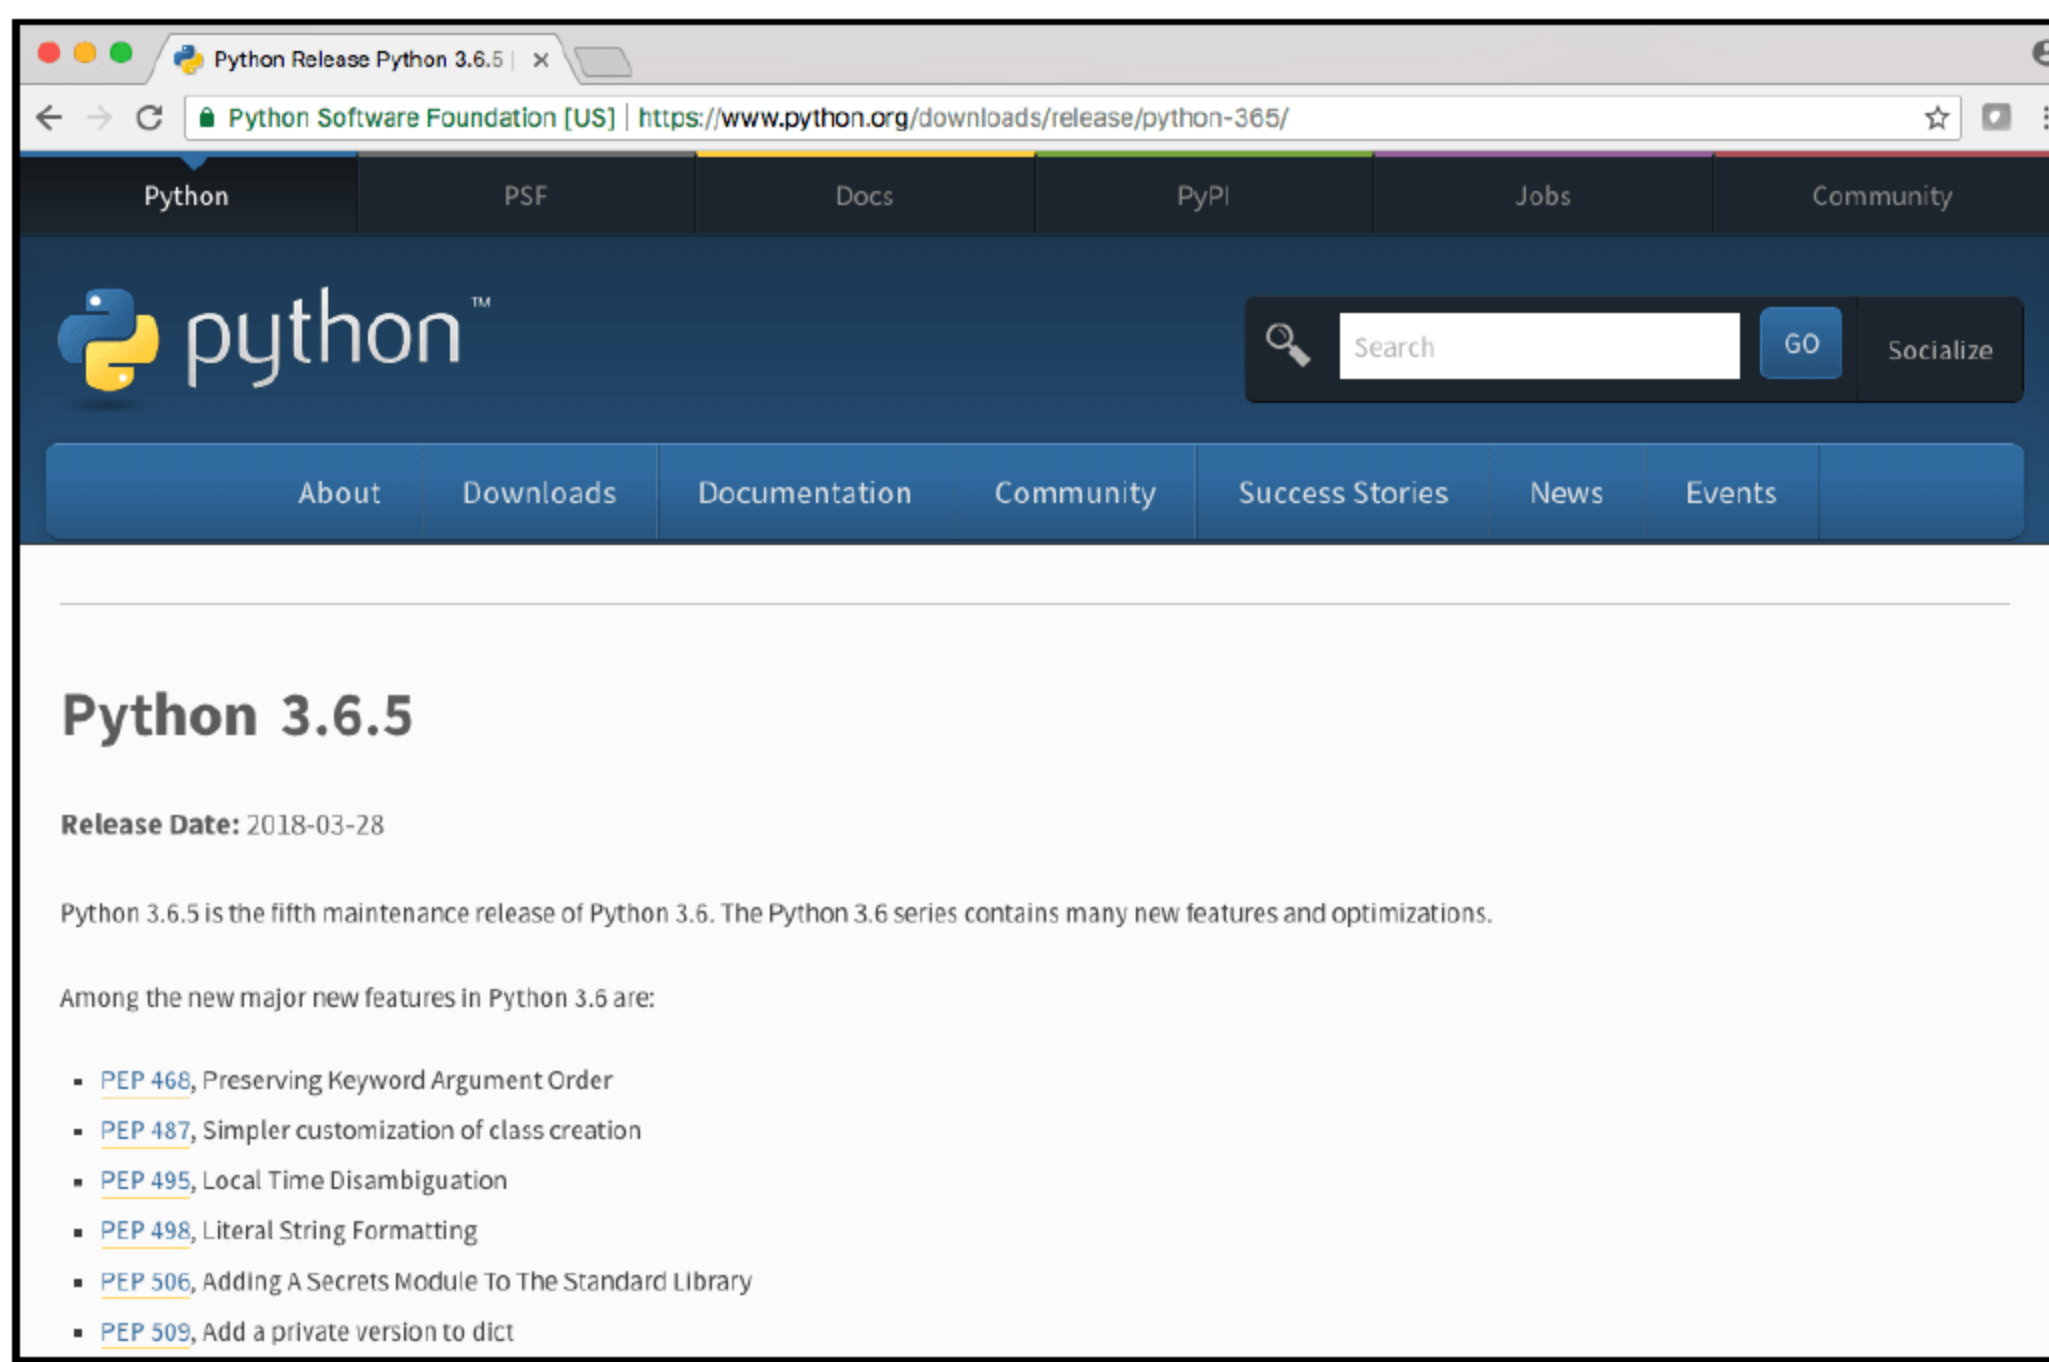 Python Release Python 3.6.5 |
Python Software Foundation [US] | https://www.python.org/downloads/release/python-365/
Python PSF Docs PyPI Jobs Community
python™ Search GO Socialize
About Downloads Documentation Community Success Stories News Events
Python 3.6.5
Release Date: 2018-03-28
Python 3.6.5 is the fifth maintenance release of Python 3.6. The Python 3.6 series contains many new features and optimizations.
Among the new major new features in Python 3.6 are:
▪ PEP 468, Preserving Keyword Argument Order
▪ PEP 487, Simpler customization of class creation
▪ PEP 495, Local Time Disambiguation
▪ PEP 498, Literal String Formatting
▪ PEP 506, Adding A Secrets Module To The Standard Library
▪ PEP 509, Add a private version to dict